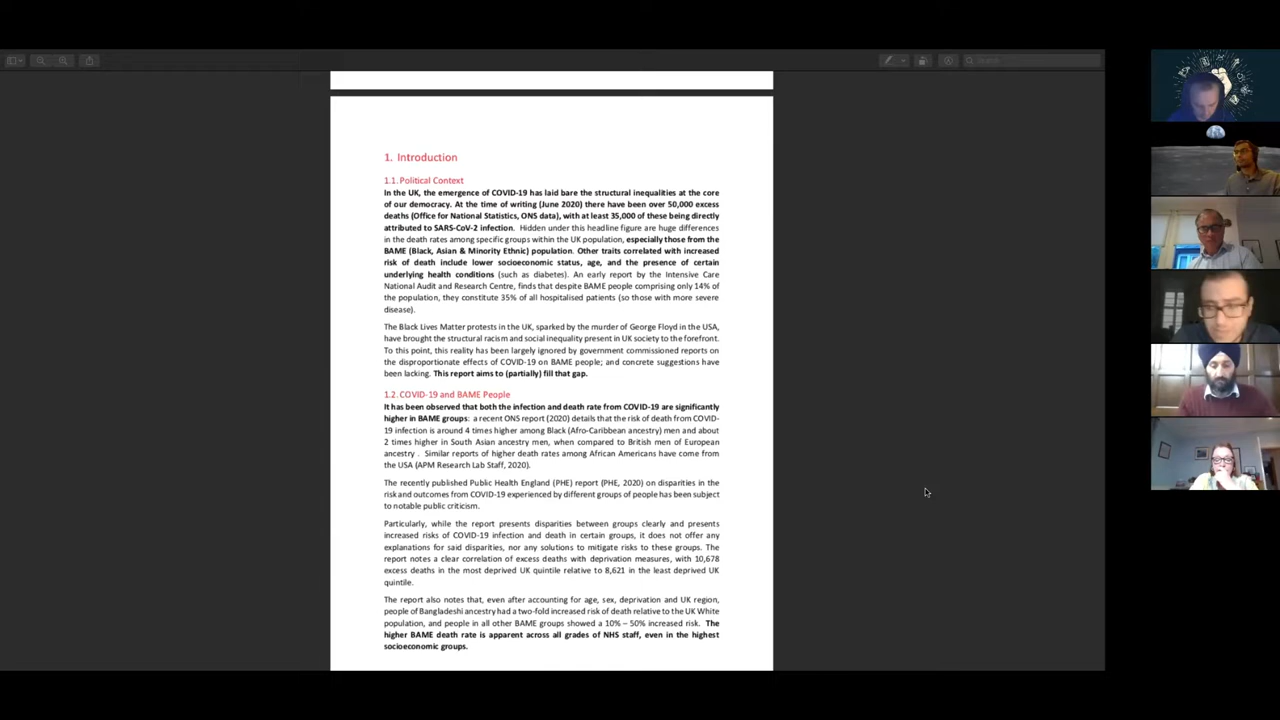 1. Introduction
1.1. Political Context
In the UK, the emergence of COVID-19 has laid bare the structural inequalities at the core
of our democracy. At the time of writing (June 2020) there have been over 50,000 excess
deaths (Office for National Statistics, ONS data), with at least 35,000 of these being directly
attributed to SARS-CoV-2 infection. Hidden under this headline figure are huge differences
in the death rates among specific groups within the UK population, especially those from the
BAME (Black, Asian & Minority Ethnic) population. Other traits correlated with increased
risk of death include lower socioeconomic status, age, and the presence of certain
underlying health conditions (such as diabetes). An early report by the Intensive Care
National Audit and Research Centre, finds that despite BAME people comprising only 14% of
the population, they constitute 35% of all hospitalised patients (so those with more severe
disease).
The Black Lives Matter protests in the UK, sparked by the murder of George Floyd in the USA,
have brought the structural racism and social inequality present in UK society to the forefront.
To this point, this reality has been largely ignored by government commissioned reports on
the disproportionate effects of COVID-19 on BAME people; and concrete suggestions have
been lacking. This report aims to (partially) fill that gap.
1.2. COVID-19 and BAME People
It has been observed that both the infection and death rate from COVID-19 are significantly
higher in BAME groups: a recent ONS report (2020) details that the risk of death from COVID-
19 infection is around 4 times higher among Black (Afro-Caribbean ancestry) men and about
2 times higher in South Asian ancestry men, when compared to British men of European
ancestry . Similar reports of higher death rates among African Americans have come from
the USA (APM Research Lab Staff, 2020).
The recently published Public Health England (PHE) report (PHE, 2020) on disparities in the
risk and outcomes from COVID-19 experienced by different groups of people has been subject
to notable public criticism.
Particularly, while the report presents disparities between groups clearly and presents
increased risks of COVID-19 infection and death in certain groups, it does not offer any
explanations for said disparities, nor any solutions to mitigate risks to these groups. The
report notes a clear correlation of excess deaths with deprivation measures, with 10,678
excess deaths in the most deprived UK quintile relative to 8,621 in the least deprived UK
quintile.
The report also notes that, even after accounting for age, sex, deprivation and UK region,
people of Bangladeshi ancestry had a two-fold increased risk of death relative to the UK White
population, and people in all other BAME groups showed a 10% – 50% increased risk. The
higher BAME death rate is apparent across all grades of NHS staff, even in the highest
socioeconomic groups.